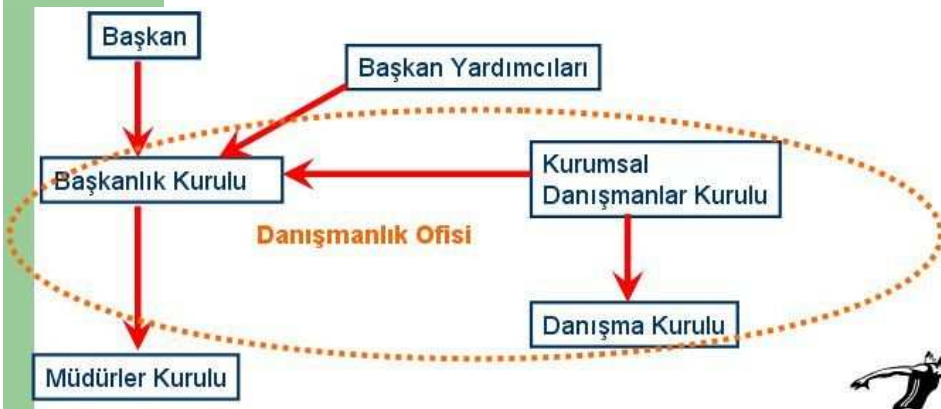 Başkan
Başkan Yardımcıları
Başkanlık Kurulu
Kurumsal
Danışmanlar Kurulu
Danışmanlık Ofisi
Danışma Kurulu
Müdürler Kurulu